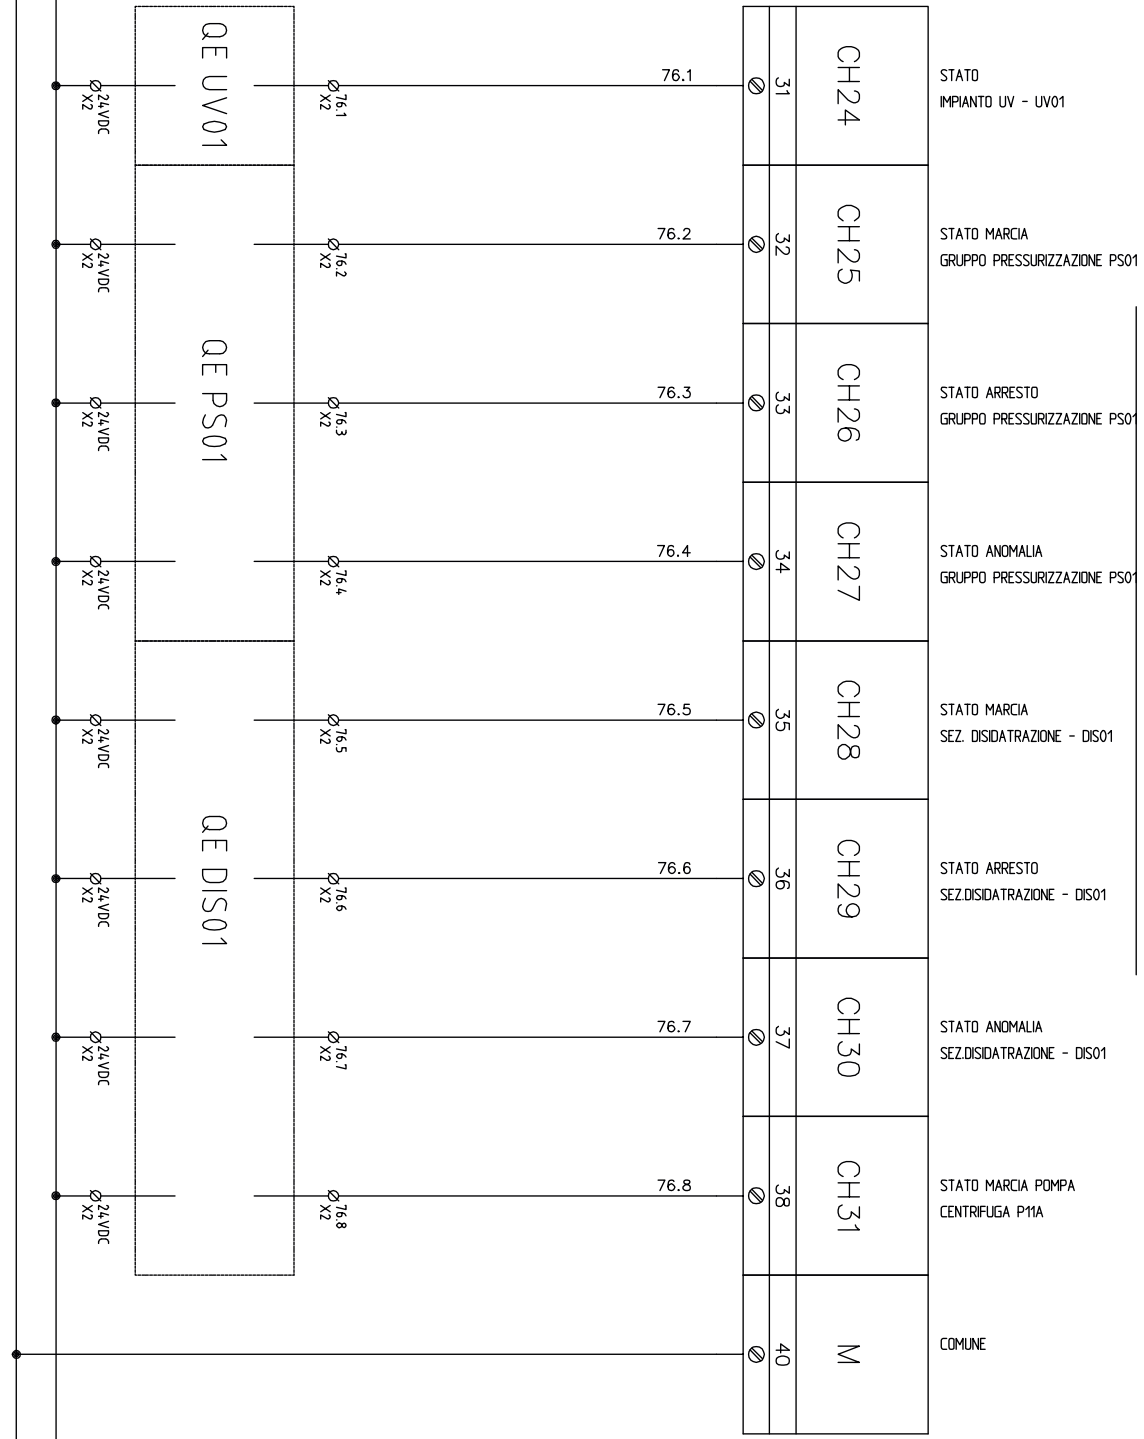 QE UV01
24VDC
X2
76.1
X2
76.1
31
CH24
STATO
IMPIANTO UV - UV01
24VDC
X2
76.2
X2
76.2
32
CH25
STATO MARCIA
GRUPPO PRESSURIZZAZIONE PS01
QE PS01
24VDC
X2
76.3
X2
76.3
33
CH26
STATO ARRESTO
GRUPPO PRESSURIZZAZIONE PS01
24VDC
X2
76.4
X2
76.4
34
CH27
STATO ANOMALIA
GRUPPO PRESSURIZZAZIONE PS01
24VDC
X2
76.5
X2
76.5
35
CH28
STATO MARCIA
SEZ. DISIDATRAZIONE - DIS01
QE DIS01
24VDC
X2
76.6
X2
76.6
36
CH29
STATO ARRESTO
SEZ.DISIDATRAZIONE - DIS01
24VDC
X2
76.7
X2
76.7
37
CH30
STATO ANOMALIA
SEZ.DISIDATRAZIONE - DIS01
24VDC
X2
76.8
X2
76.8
38
CH31
STATO MARCIA POMPA
CENTRIFUGA P11A
40
M
COMUNE